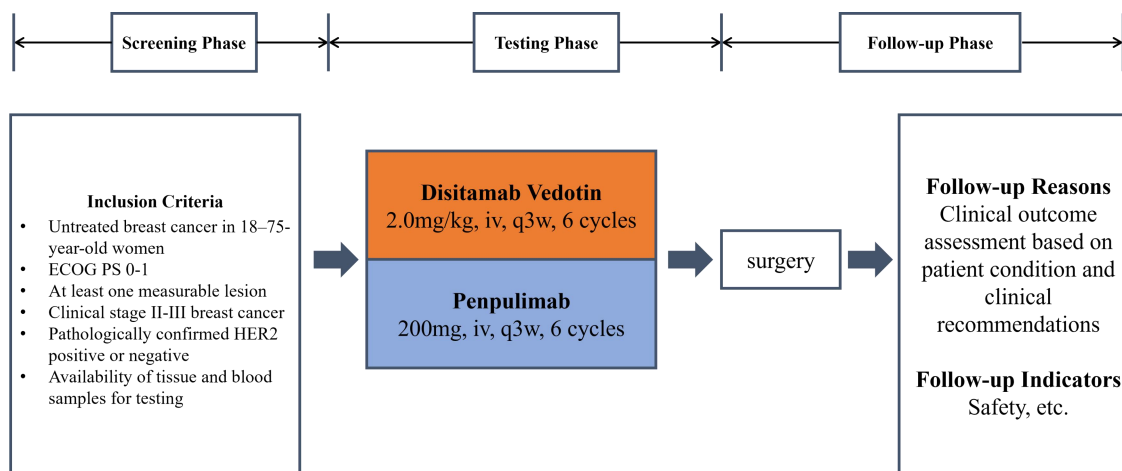 Screening Phase
Testing Phase
Follow-up Phase
Inclusion Criteria
• Untreated breast cancer in 18–75-
year-old women
• ECOG PS 0-1
• At least one measurable lesion
• Clinical stage II-III breast cancer
• Pathologically confirmed HER2
positive or negative
• Availability of tissue and blood
samples for testing
Disitamab Vedotin
2.0mg/kg, iv, q3w, 6 cycles
Penpulimab
200mg, iv, q3w, 6 cycles
surgery
Follow-up Reasons
Clinical outcome
assessment based on
patient condition and
clinical
recommendations
Follow-up Indicators
Safety, etc.